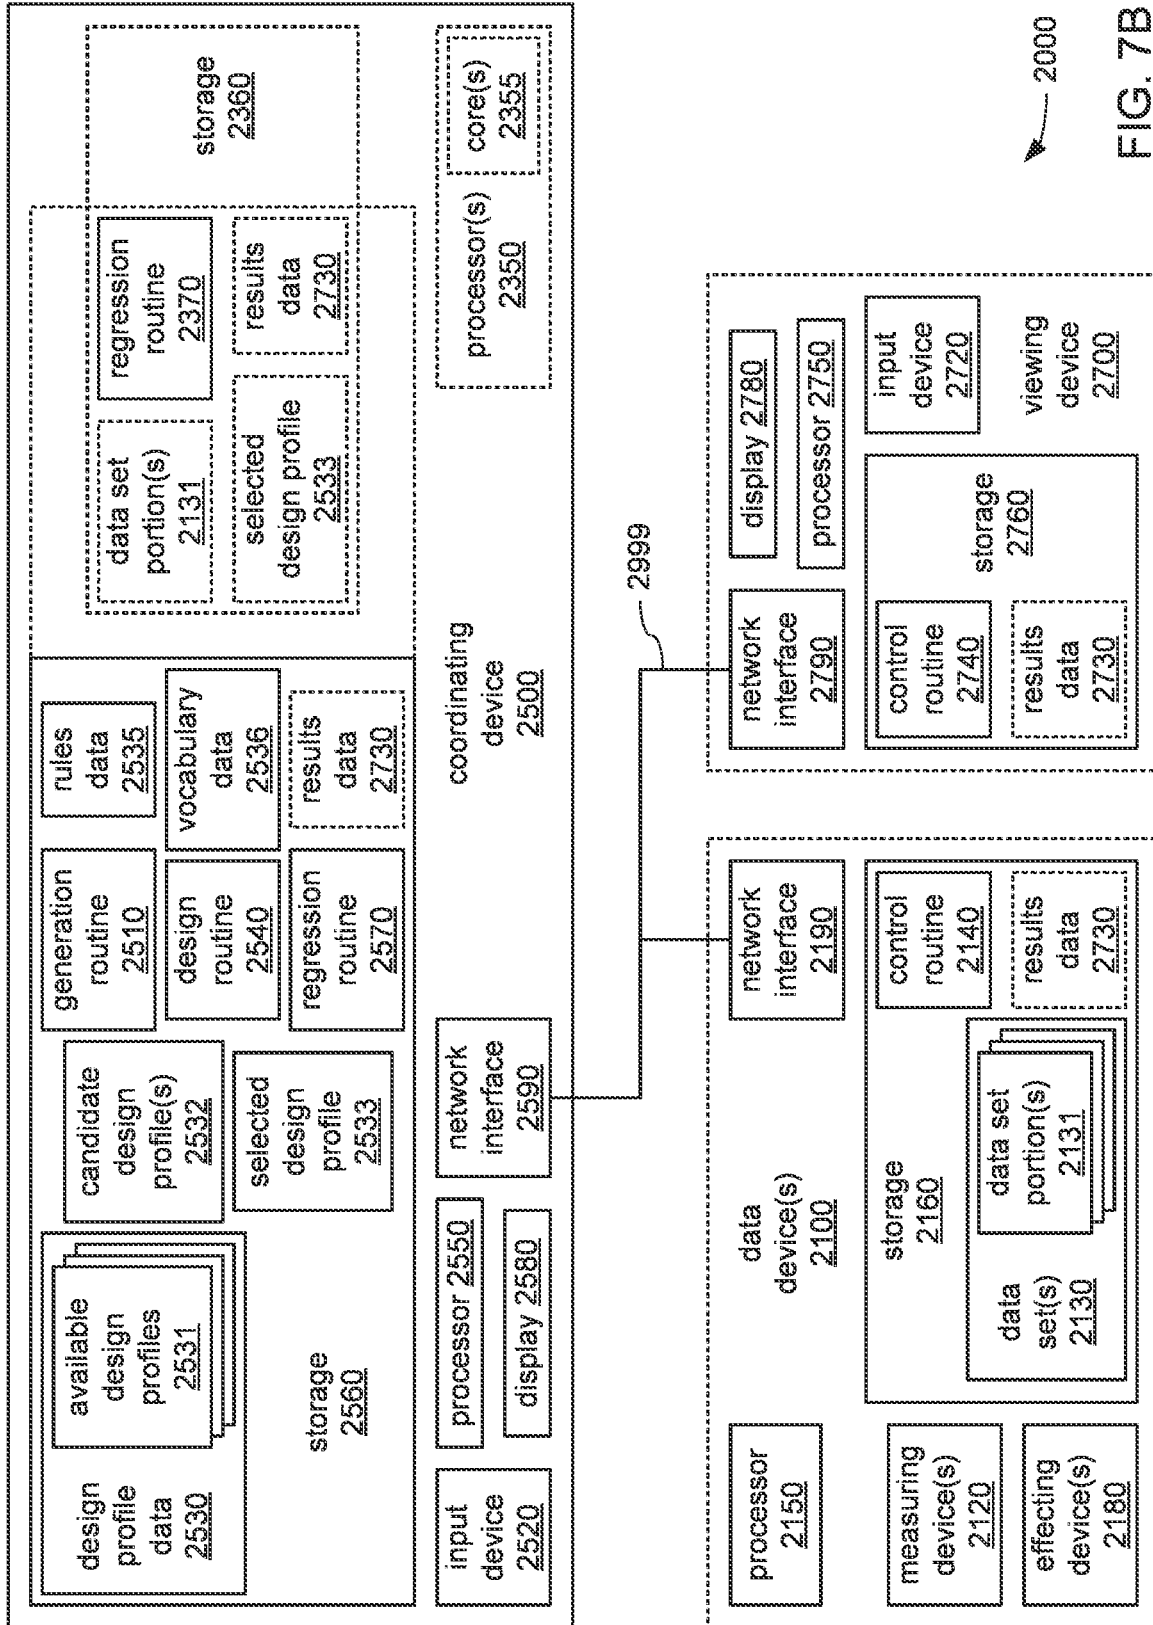 design
profile
data
2530
available
design
profiles
2531
candidate
design
profile(s)
2532
selected
design
profile
2533
storage
2560
generation
routine
2510
design
routine
2540
regression
routine
2570
rules
data
2535
vocabulary
data
2536
results
data
2730
data set
portion(s)
2131
selected
design profile
2533
regression
routine
2370
results
data
2730
storage
2360
input
device
2520
processor 2550
display 2580
network
interface
2590
coordinating
device
2500
processor(s)
2350
core(s)
2355
2999
processor
2150
measuring
device(s)
2120
effecting
device(s)
2180
data
device(s)
2100
network
interface
2190
storage
2160
data
set(s)
2130
data set
portion(s)
2131
control
routine
2140
results
data
2730
network
interface
2790
display 2780
processor 2750
control
routine
2740
results
data
2730
storage
2760
input
device
2720
viewing
device
2700
2000
FIG. 7B